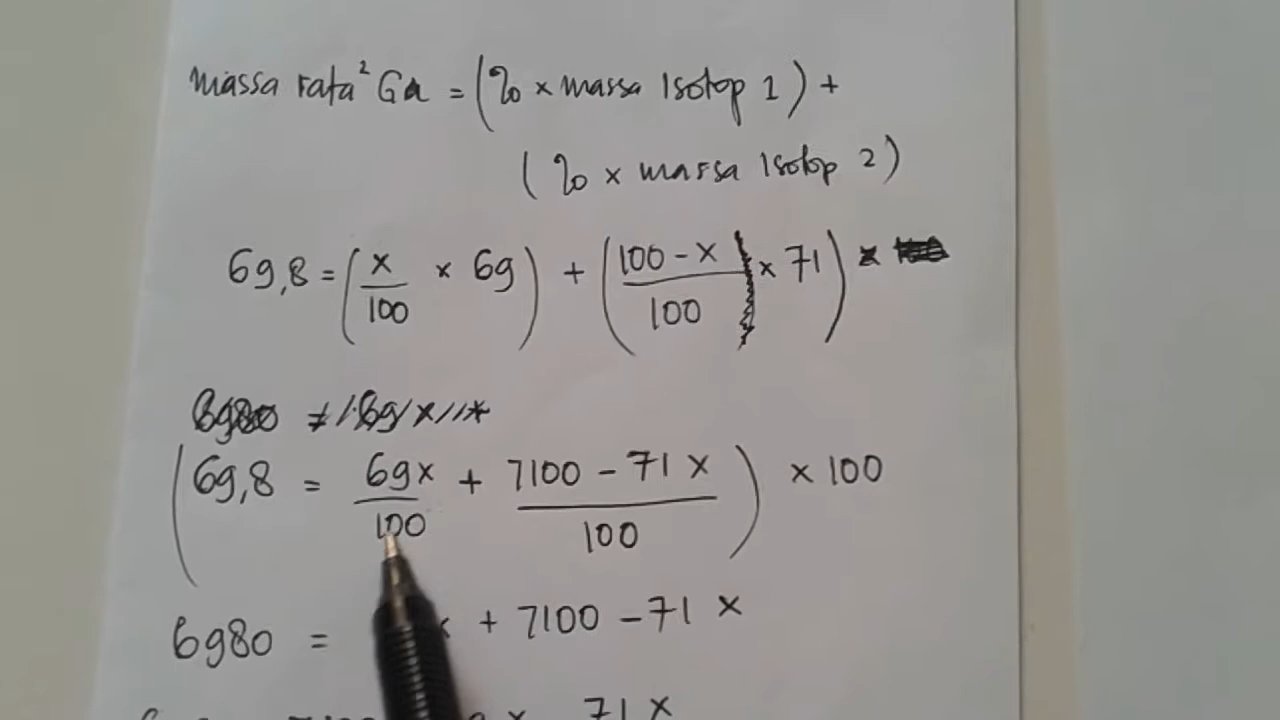 Massa rata² Ga = (% x massa Isotop 1) +
(% x massa Isotop 2)
69,8 = (x/100 x 69) + (100 - x/100 x 71)
(69,8 = 69x/100 + 7100 - 71x/100) x 100
6980 = + 7100 - 71 x
71 x